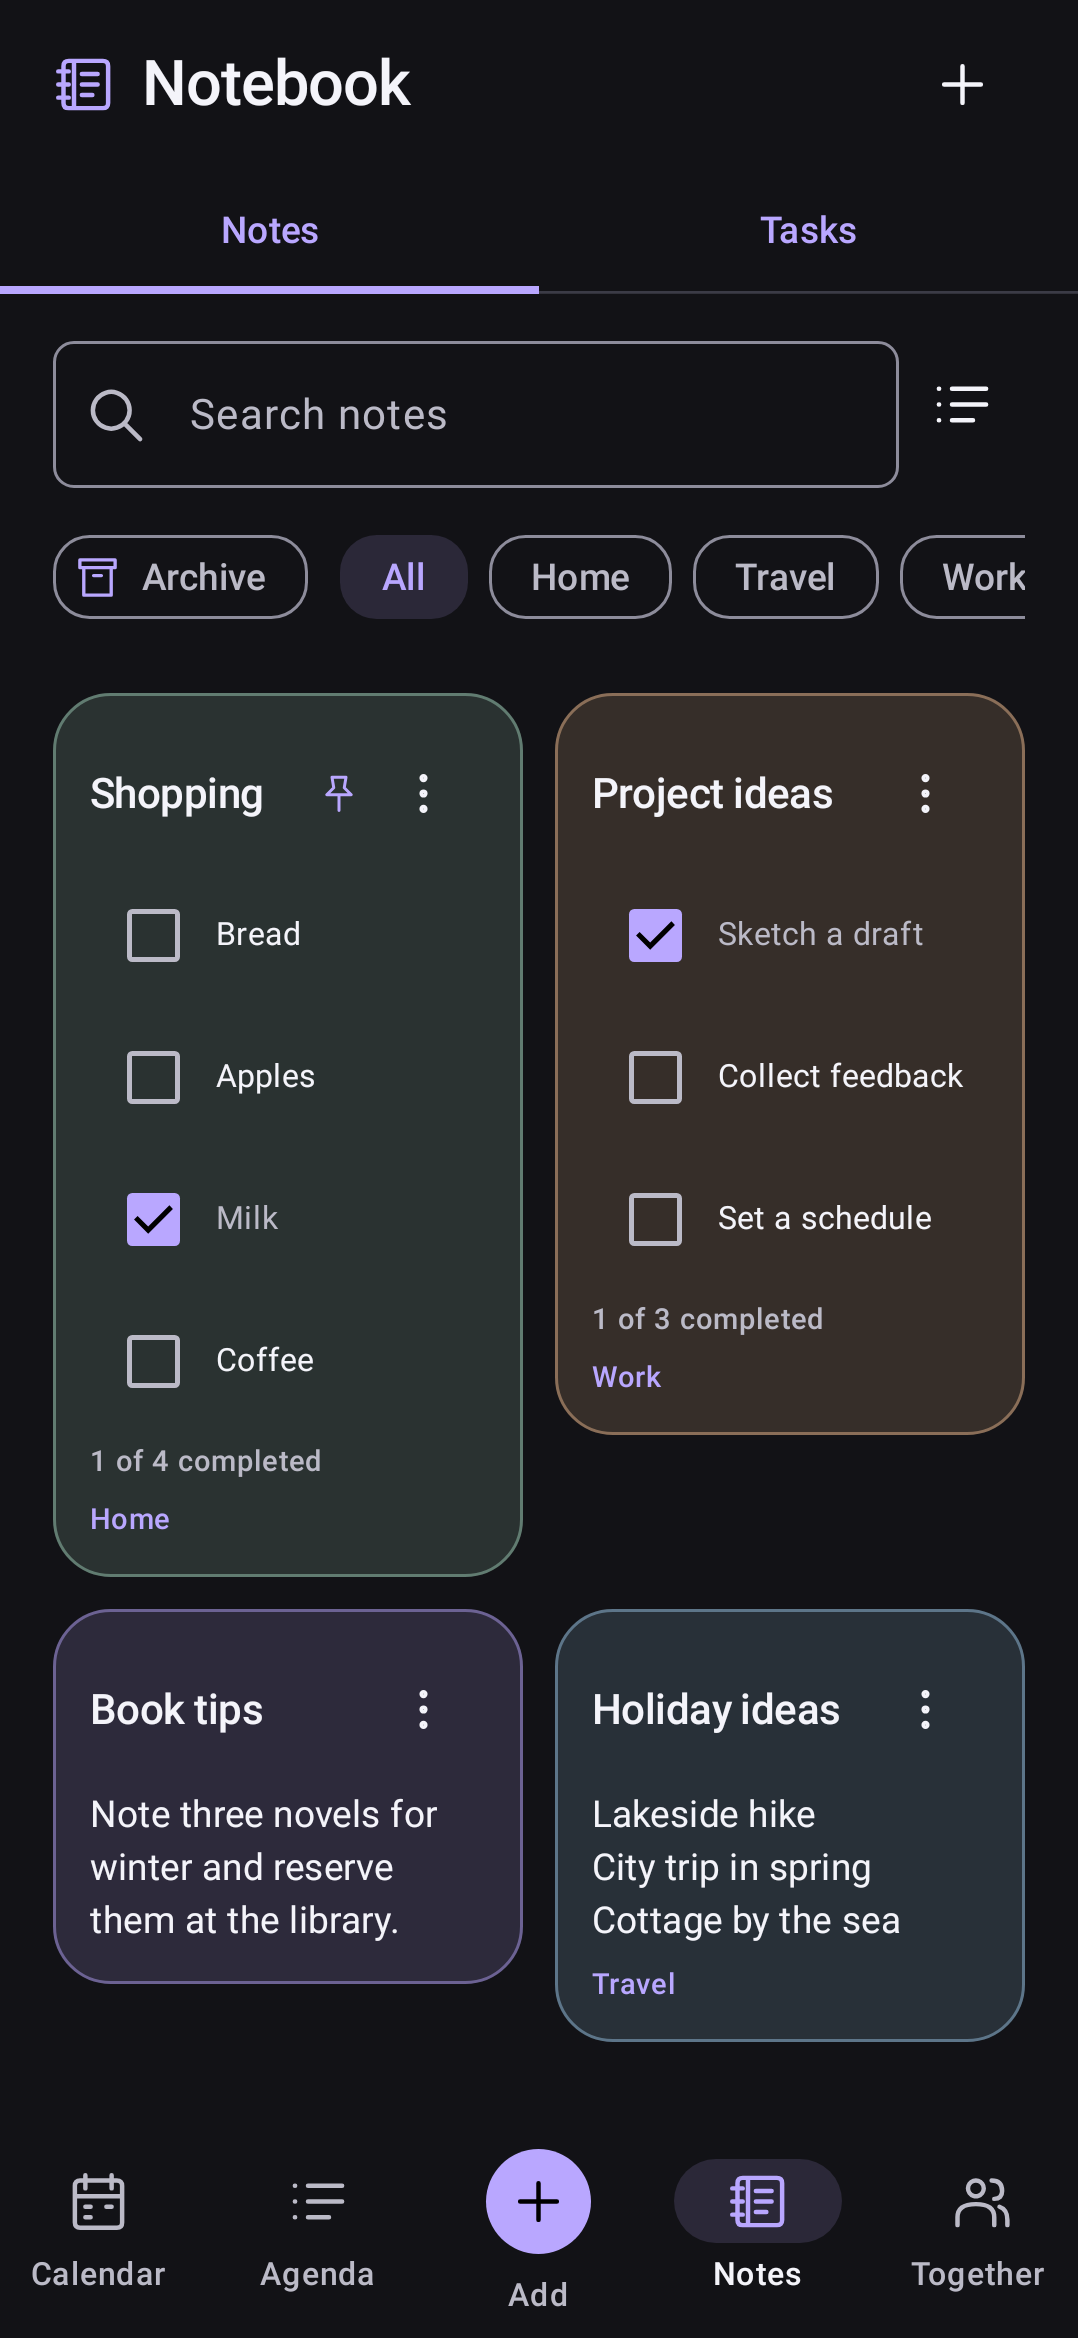 Notebook
Notes
Tasks
Search notes
Archive
All
Home
Travel
Work
Shopping
Bread
Apples
Milk
Coffee
1 of 4 completed
Home
Project ideas
Sketch a draft
Collect feedback
Set a schedule
1 of 3 completed
Work
Book tips
Note three novels for
winter and reserve
them at the library.
Holiday ideas
Lakeside hike
City trip in spring
Cottage by the sea
Travel
Calendar
Agenda
Add
Notes
Together